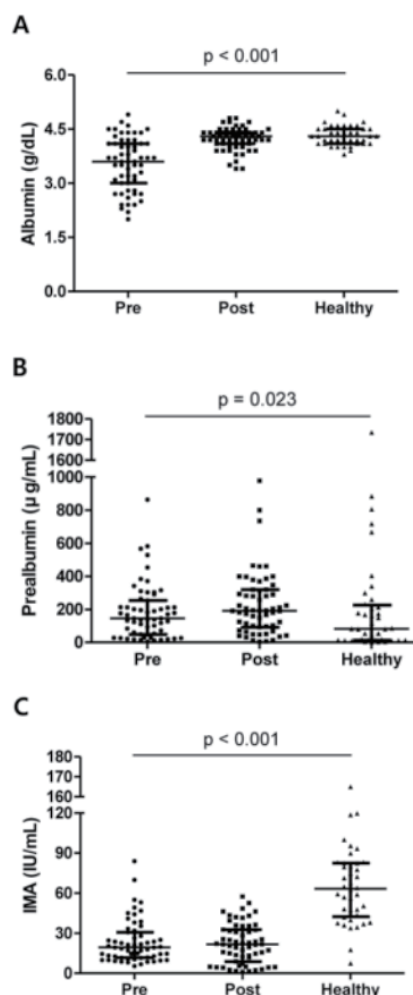 A
p < 0.001
Albumin (g/dL)
6.0
4.5
3.0
1.5
0.0
Pre Post Healthy
B
p = 0.023
Prealbumin (μg/mL)
1800
1600
1000
800
600
400
200
0
Pre Post Healthy
C
p < 0.001
IMA (IU/mL)
180
160
120
90
60
30
0
Pre Post Healthy